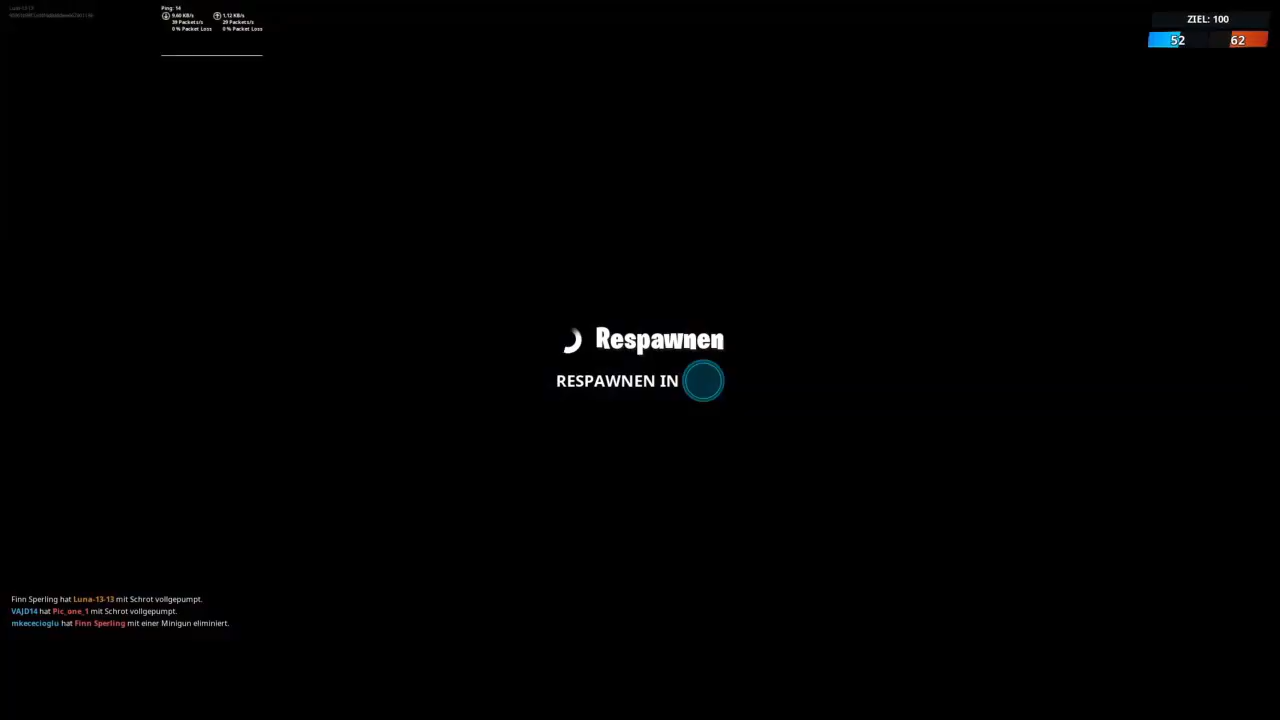 Ping: 14
9.60 KB/s 1.12 KB/s
39 Packets/s 29 Packets/s
0 % Packet Loss 0 % Packet Loss
ZIEL: 100
52 62
Respawnen
RESPAWNEN IN
Finn Sperling hat Luna-13-13 mit Schrot vollgepumpt.
VAJD14 hat Pic_one_1 mit Schrot vollgepumpt.
mkececioglu hat Finn Sperling mit einer Minigun eliminiert.